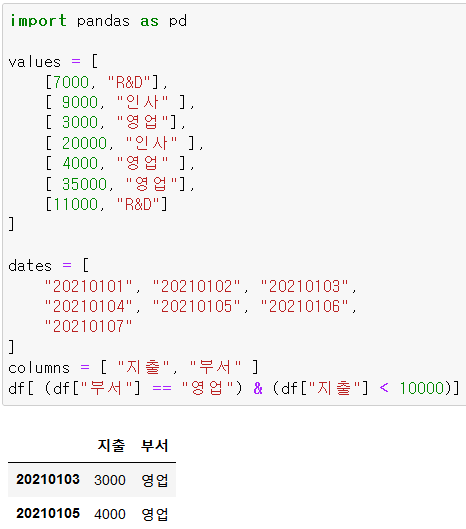 import pandas as pd
values = [
    [7000, "R&D"],
    [ 9000, "인사" ],
    [ 3000, "영업"],
    [ 20000, "인사" ],
    [ 4000, "영업" ],
    [ 35000, "영업"],
    [11000, "R&D"]
]
dates = [
    "20210101", "20210102", "20210103",
    "20210104", "20210105", "20210106",
    "20210107"
]
columns = [ "지출", "부서" ]
df[ (df["부서"] == "영업") & (df["지출"] < 10000)]
지출 부서
20210103 3000 영업
20210105 4000 영업